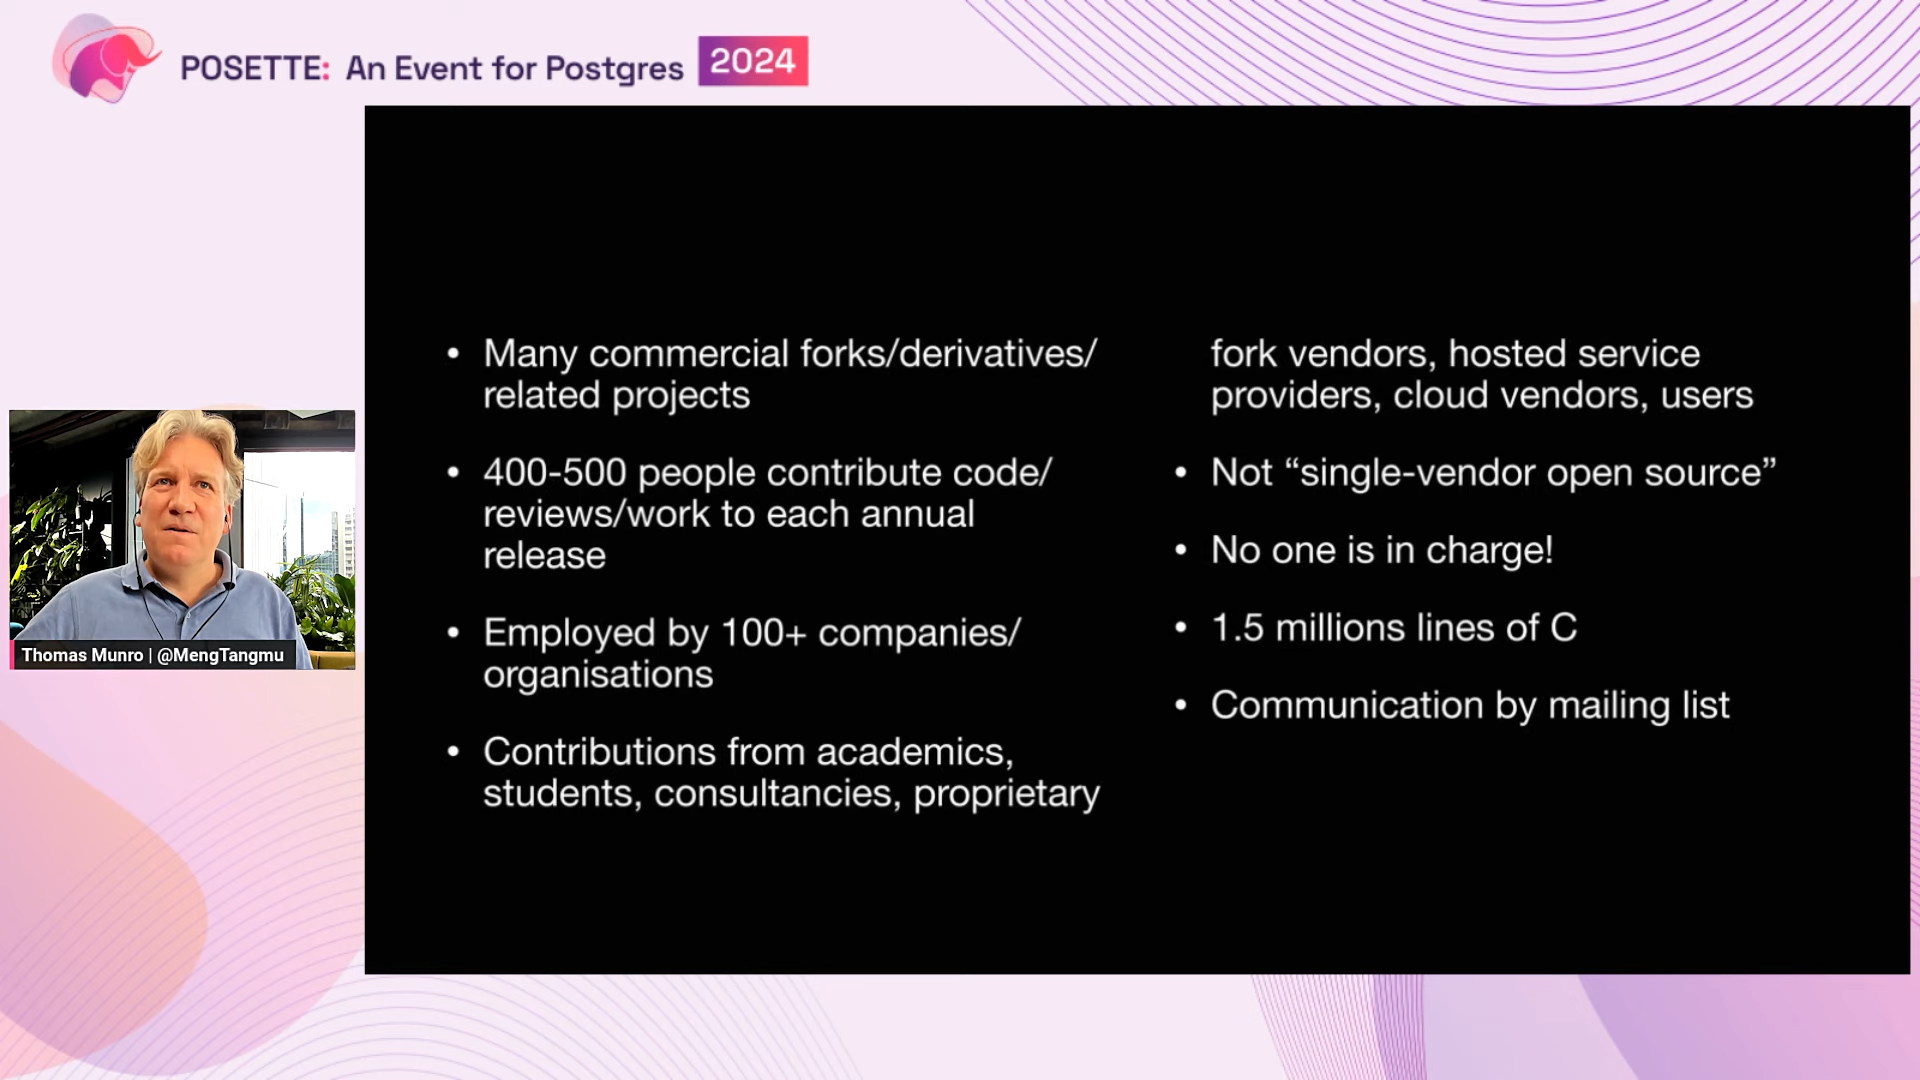 POSETTE: An Event for Postgres 2024
• Many commercial forks/derivatives/
related projects
• 400-500 people contribute code/
reviews/work to each annual
release
• Employed by 100+ companies/
organisations
• Contributions from academics,
students, consultancies, proprietary
fork vendors, hosted service
providers, cloud vendors, users
• Not “single-vendor open source”
• No one is in charge!
• 1.5 millions lines of C
• Communication by mailing list
Thomas Munro | @MengTangmu